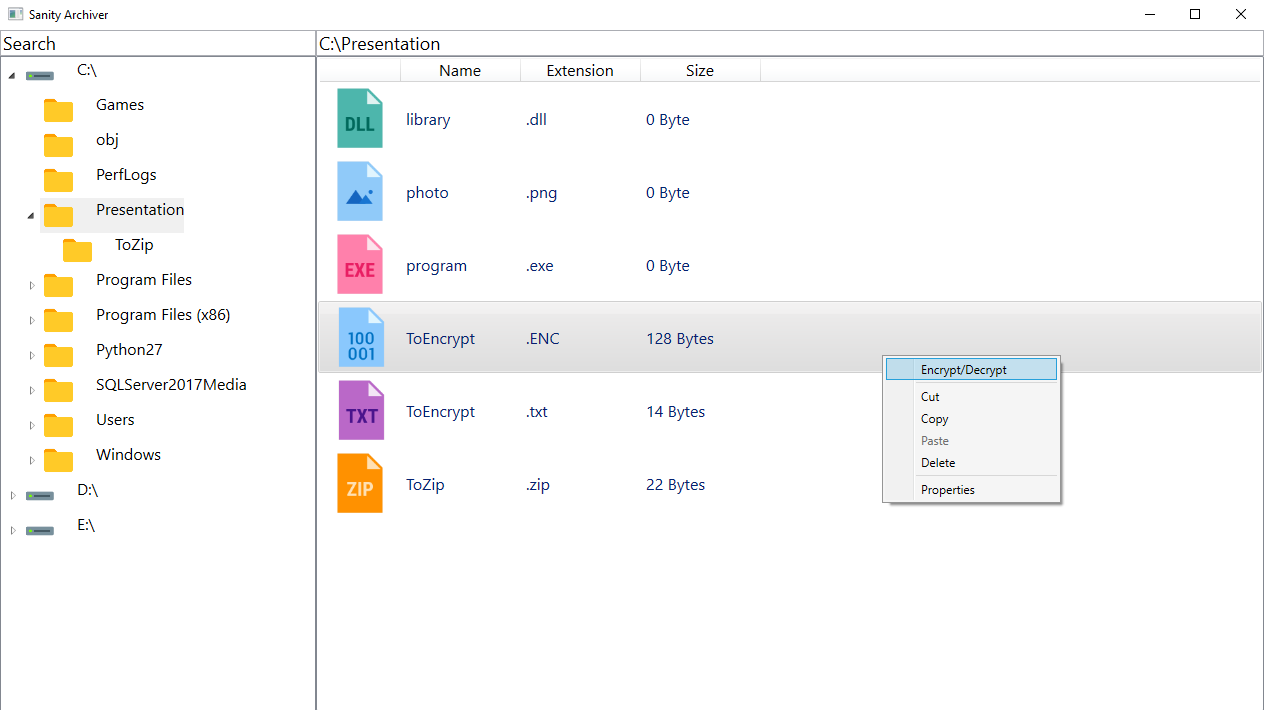 Sanity Archiver
Search
C:\Presentation
C:\
Games
obj
PerfLogs
Presentation
ToZip
Program Files
Program Files (x86)
Python27
SQLServer2017Media
Users
Windows
D:\
E:\
Name Extension Size
DLL library .dll 0 Byte
photo .png 0 Byte
EXE program .exe 0 Byte
100
001
ToEncrypt .ENC 128 Bytes
TXT ToEncrypt .txt 14 Bytes
ZIP ToZip .zip 22 Bytes
Encrypt/Decrypt
Cut
Copy
Paste
Delete
Properties